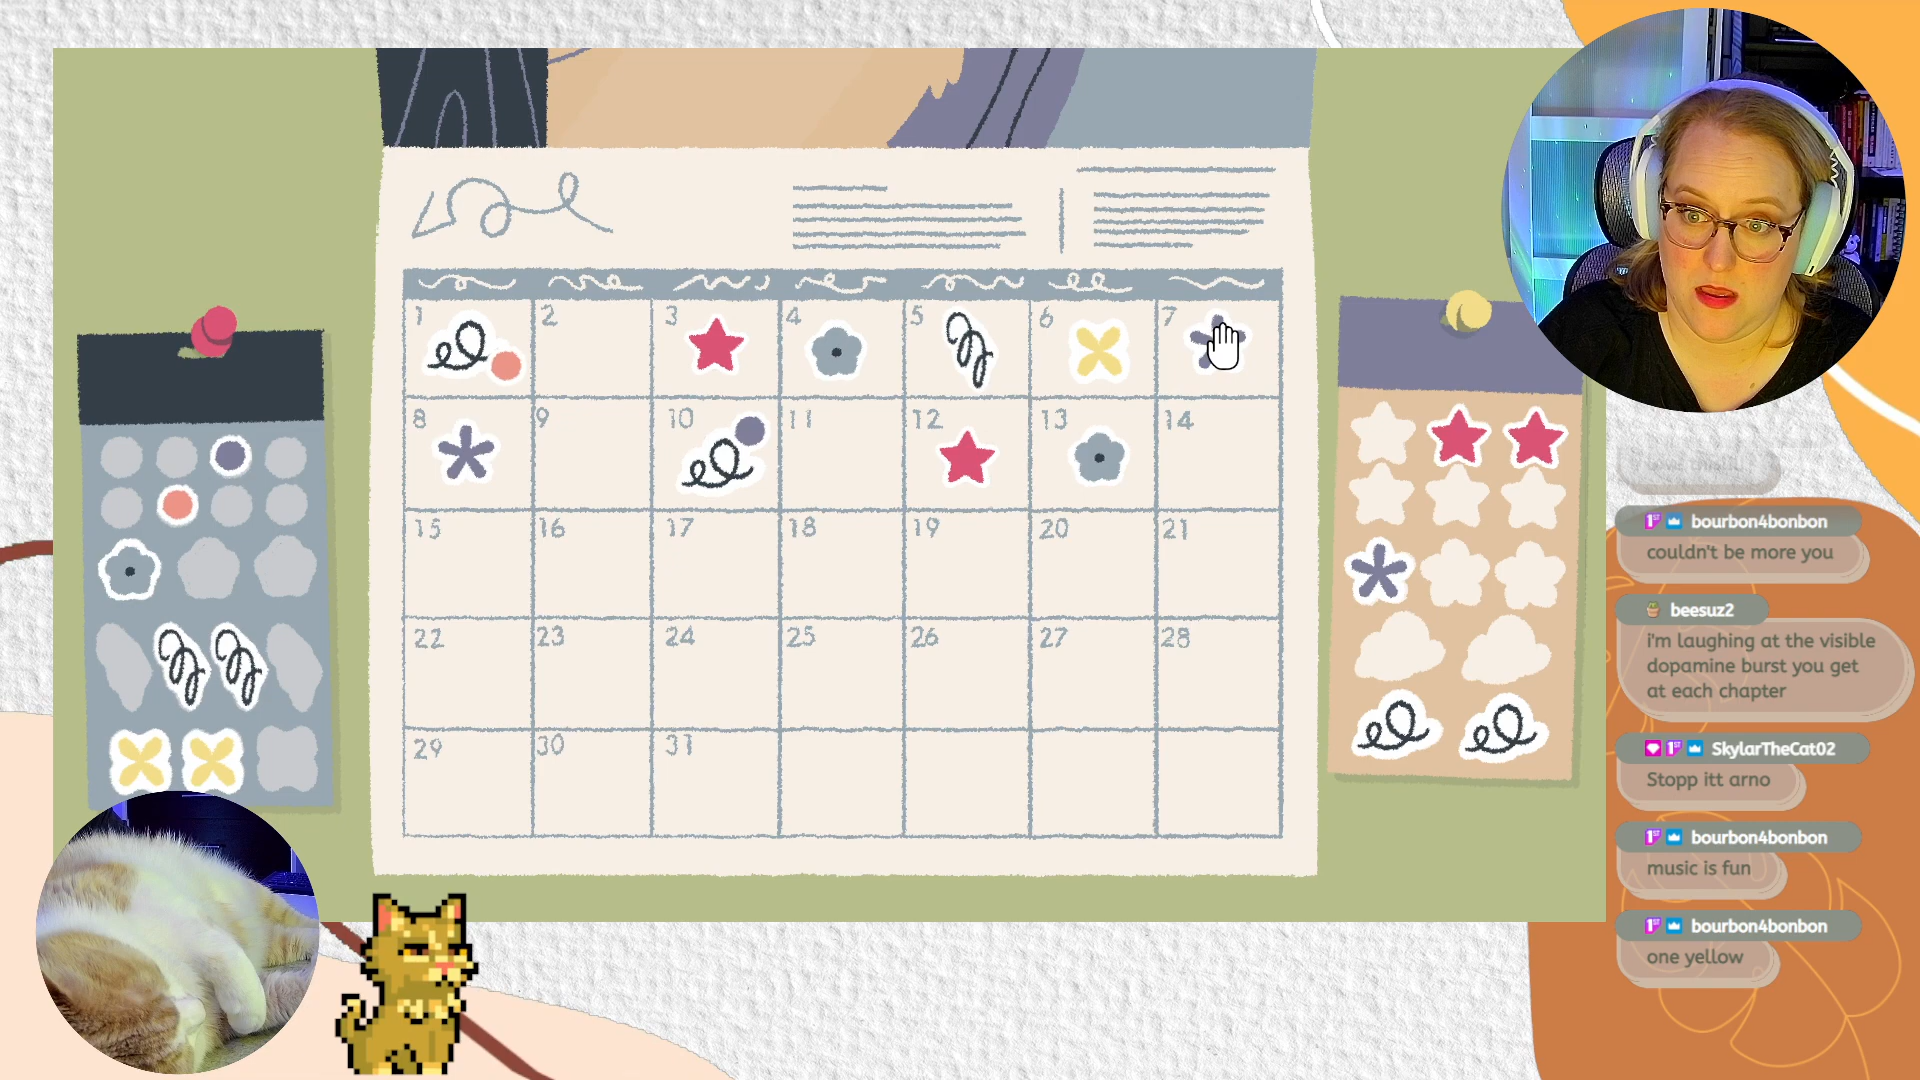 1 2 3 4 5 6 7
8 9 10 11 12 13 14
15 16 17 18 19 20 21
22 23 24 25 26 27 28
29 30 31
bourbon4bonbon
couldn't be more you
beesuz2
i'm laughing at the visible
dopamine burst you get
at each chapter
SkylarTheCat02
Stopp itt arno
bourbon4bonbon
music is fun
bourbon4bonbon
one yellow